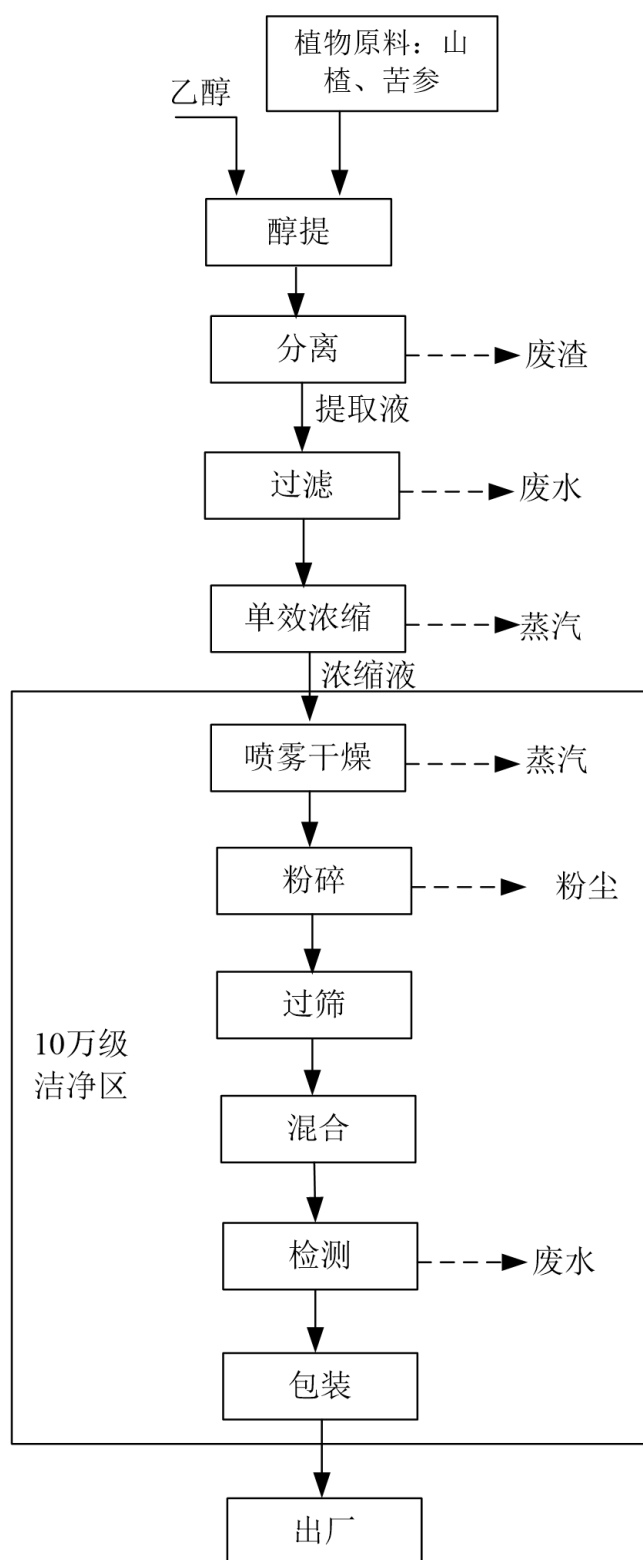 植物原料：山
楂、苦参
乙醇
醇提
分离
废渣
提取液
过滤
废水
单效浓缩
蒸汽
浓缩液
喷雾干燥
蒸汽
粉碎
粉尘
过筛
10万级
洁净区
混合
检测
废水
包装
出厂